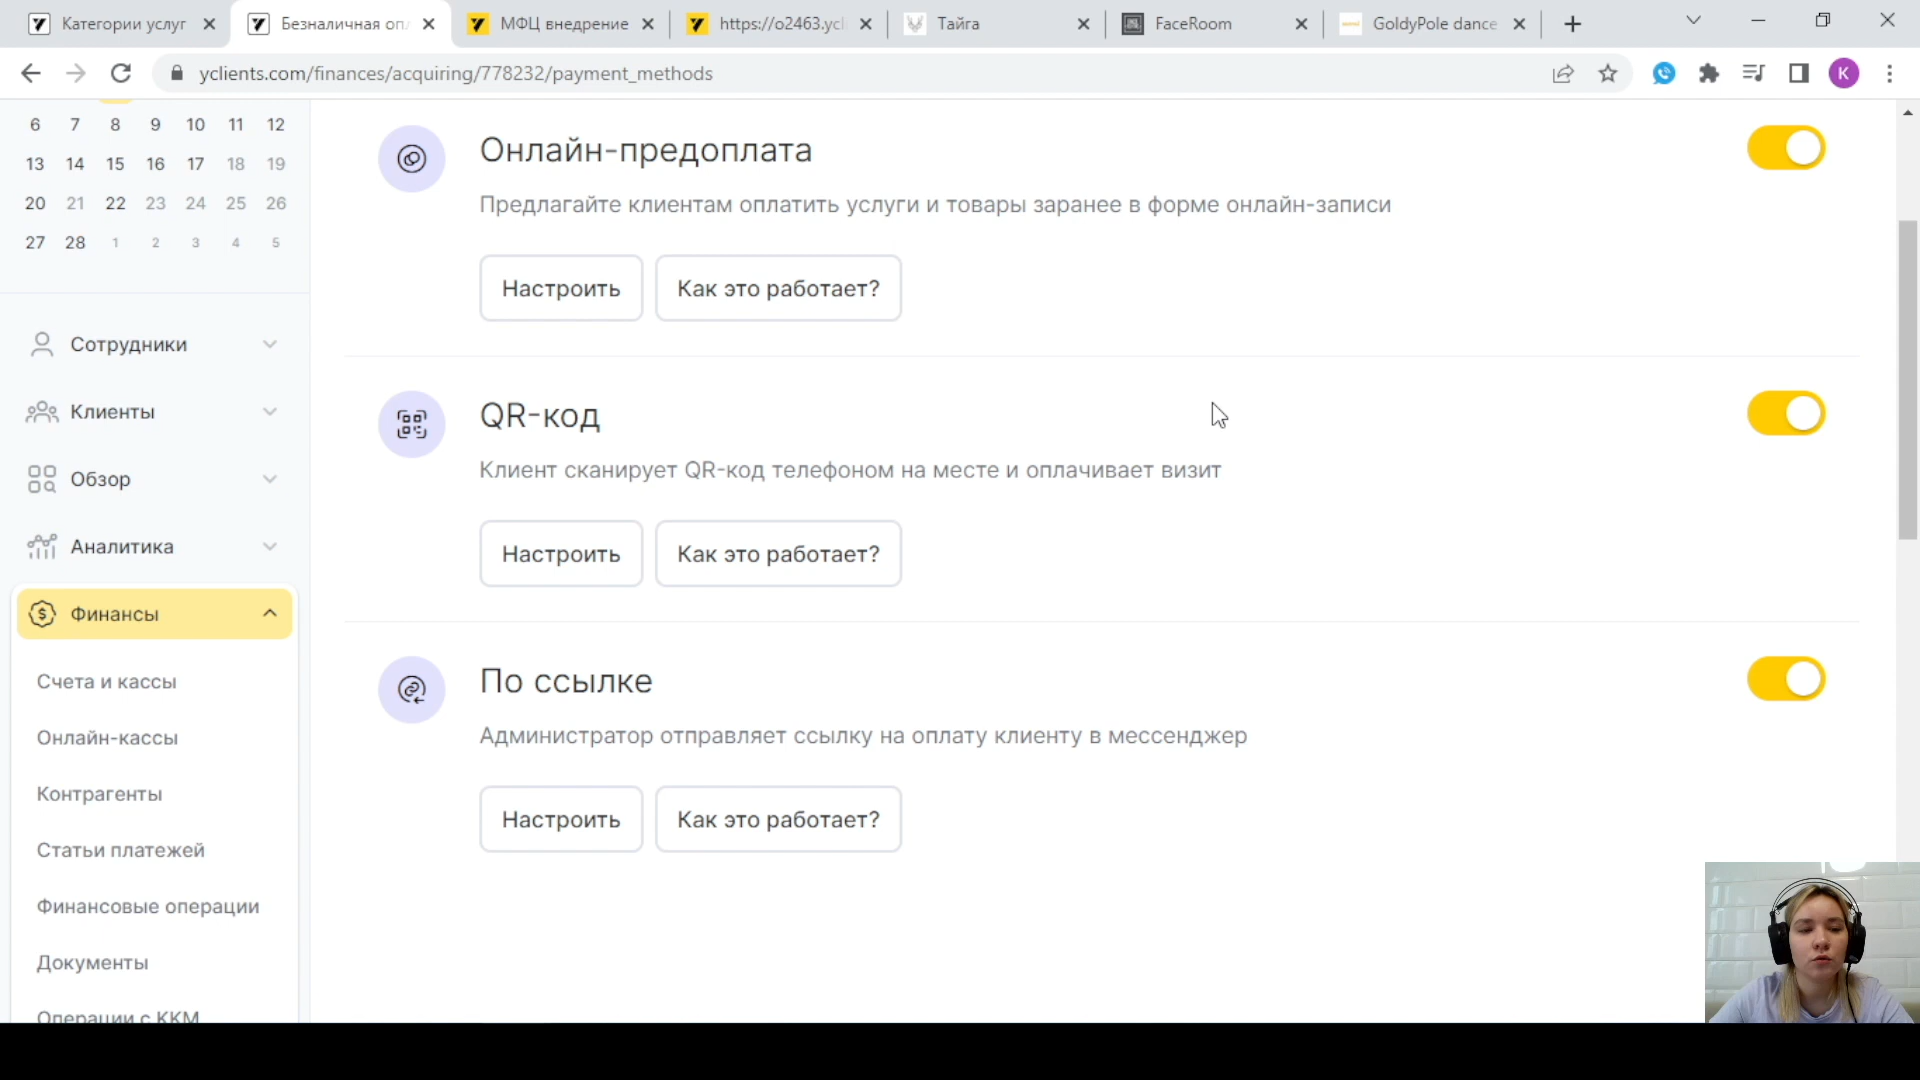 Категории услуг
Безналичная опл
МФЦ внедрение
https://o2463.ycl
Тайга
FaceRoom
GoldyPole dance
yclients.com/finances/acquiring/778232/payment_methods
K
6 7 8 9 10 11 12
13 14 15 16 17 18 19
20 21 22 23 24 25 26
27 28 1 2 3 4 5
Сотрудники
Клиенты
Обзор
Аналитика
Финансы
Счета и кассы
Онлайн-кассы
Контрагенты
Статьи платежей
Финансовые операции
Документы
Операции с ККМ
Онлайн-предоплата
Предлагайте клиентам оплатить услуги и товары заранее в форме онлайн-записи
Настроить
Как это работает?
QR-код
Клиент сканирует QR-код телефоном на месте и оплачивает визит
Настроить
Как это работает?
По ссылке
Администратор отправляет ссылку на оплату клиенту в мессенджер
Настроить
Как это работает?